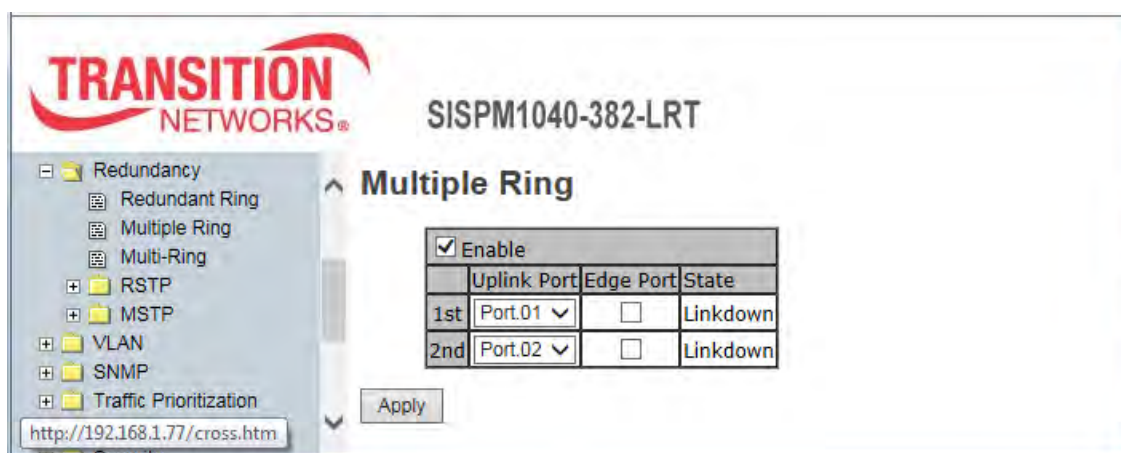 TRANSITION
NETWORKS®
SISPM1040-382-LRT
Redundancy
Redundant Ring
Multiple Ring
Multi-Ring
RSTP
MSTP
VLAN
SNMP
Traffic Prioritization
http://192.168.1.77/cross.htm
Multiple Ring
Enable
Uplink Port Edge Port State
1st Port.01 Linkdown
2nd Port.02 Linkdown
Apply